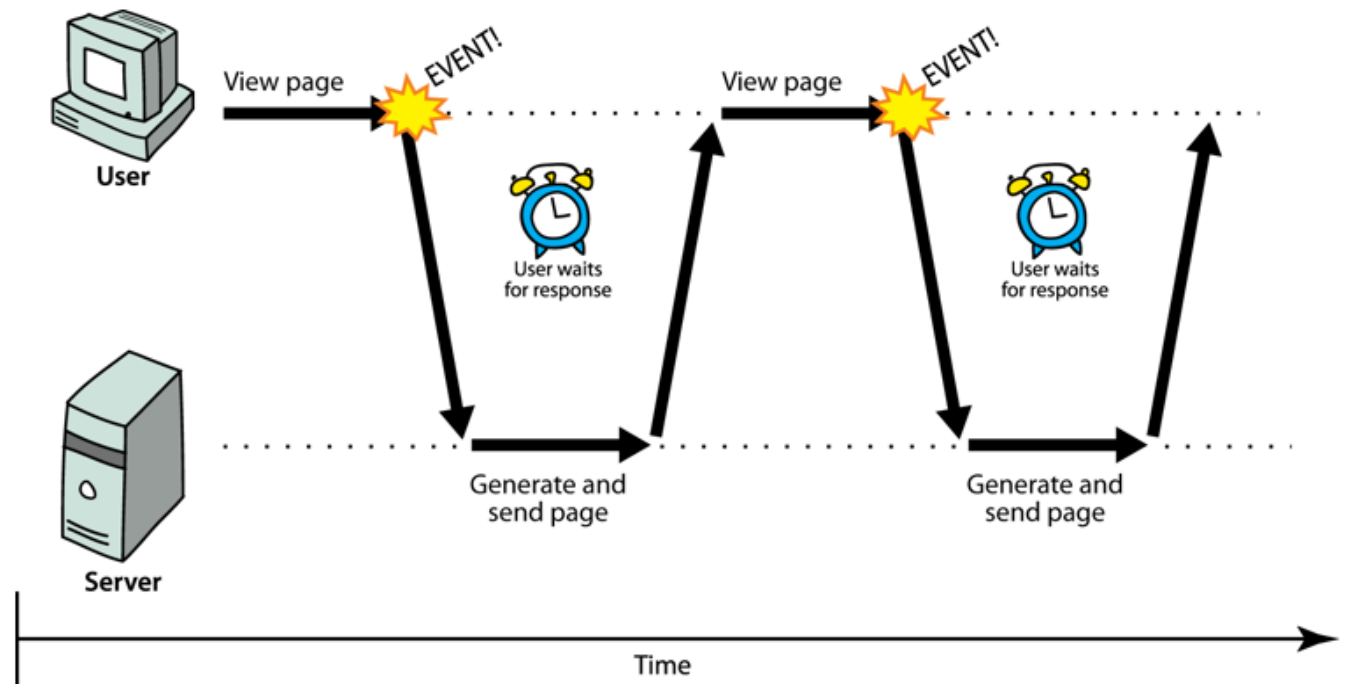 View page
EVENT!
View page
EVENT!
User
User waits
for response
User waits
for response
Generate and
send page
Generate and
send page
Server
Time